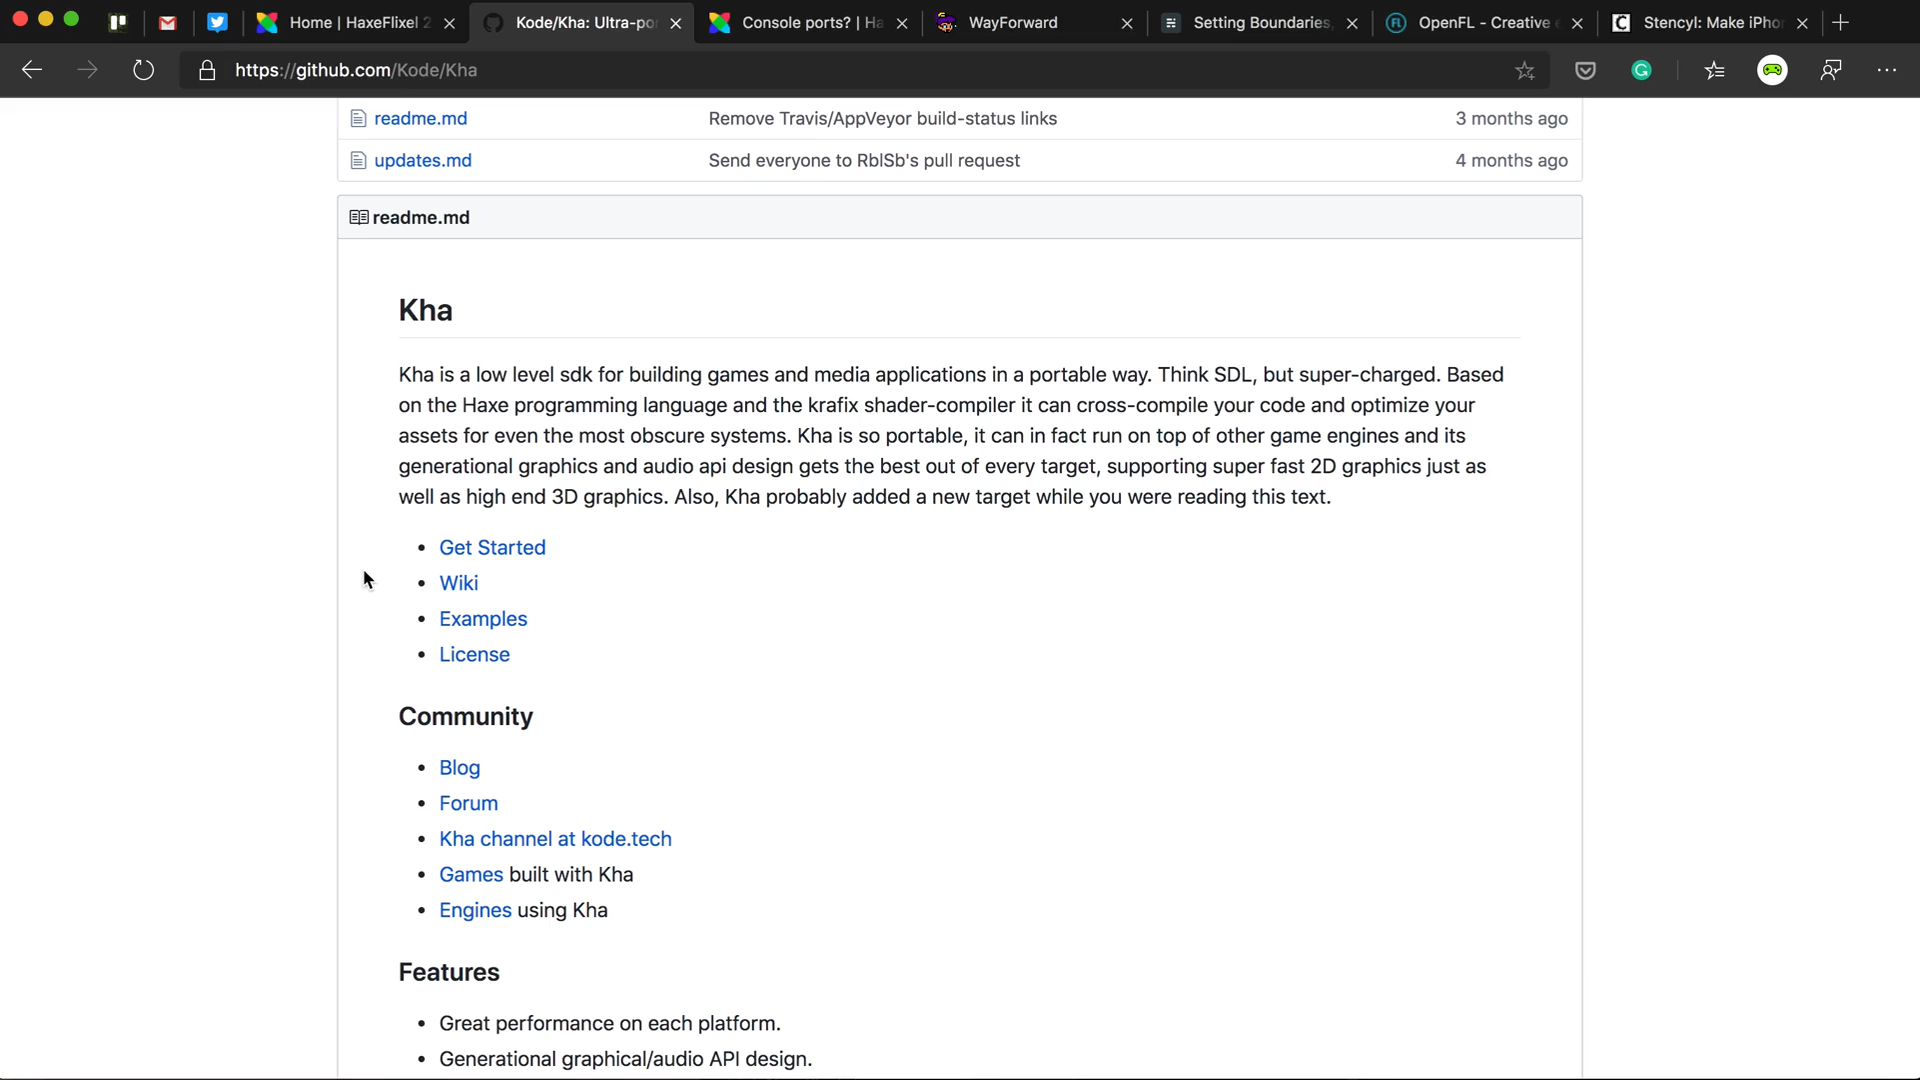 Home | HaxeFlixel 2
Kode/Kha: Ultra-po
Console ports? | Ha
WayForward
Setting Boundaries,
OpenFL - Creative e
Stencyl: Make iPhon
https://github.com/Kode/Kha
readme.md Remove Travis/AppVeyor build-status links 3 months ago
updates.md Send everyone to RblSb's pull request 4 months ago
readme.md
Kha
Kha is a low level sdk for building games and media applications in a portable way. Think SDL, but super-charged. Based
on the Haxe programming language and the krafix shader-compiler it can cross-compile your code and optimize your
assets for even the most obscure systems. Kha is so portable, it can in fact run on top of other game engines and its
generational graphics and audio api design gets the best out of every target, supporting super fast 2D graphics just as
well as high end 3D graphics. Also, Kha probably added a new target while you were reading this text.
• Get Started
• Wiki
• Examples
• License
Community
• Blog
• Forum
• Kha channel at kode.tech
• Games built with Kha
• Engines using Kha
Features
• Great performance on each platform.
• Generational graphical/audio API design.